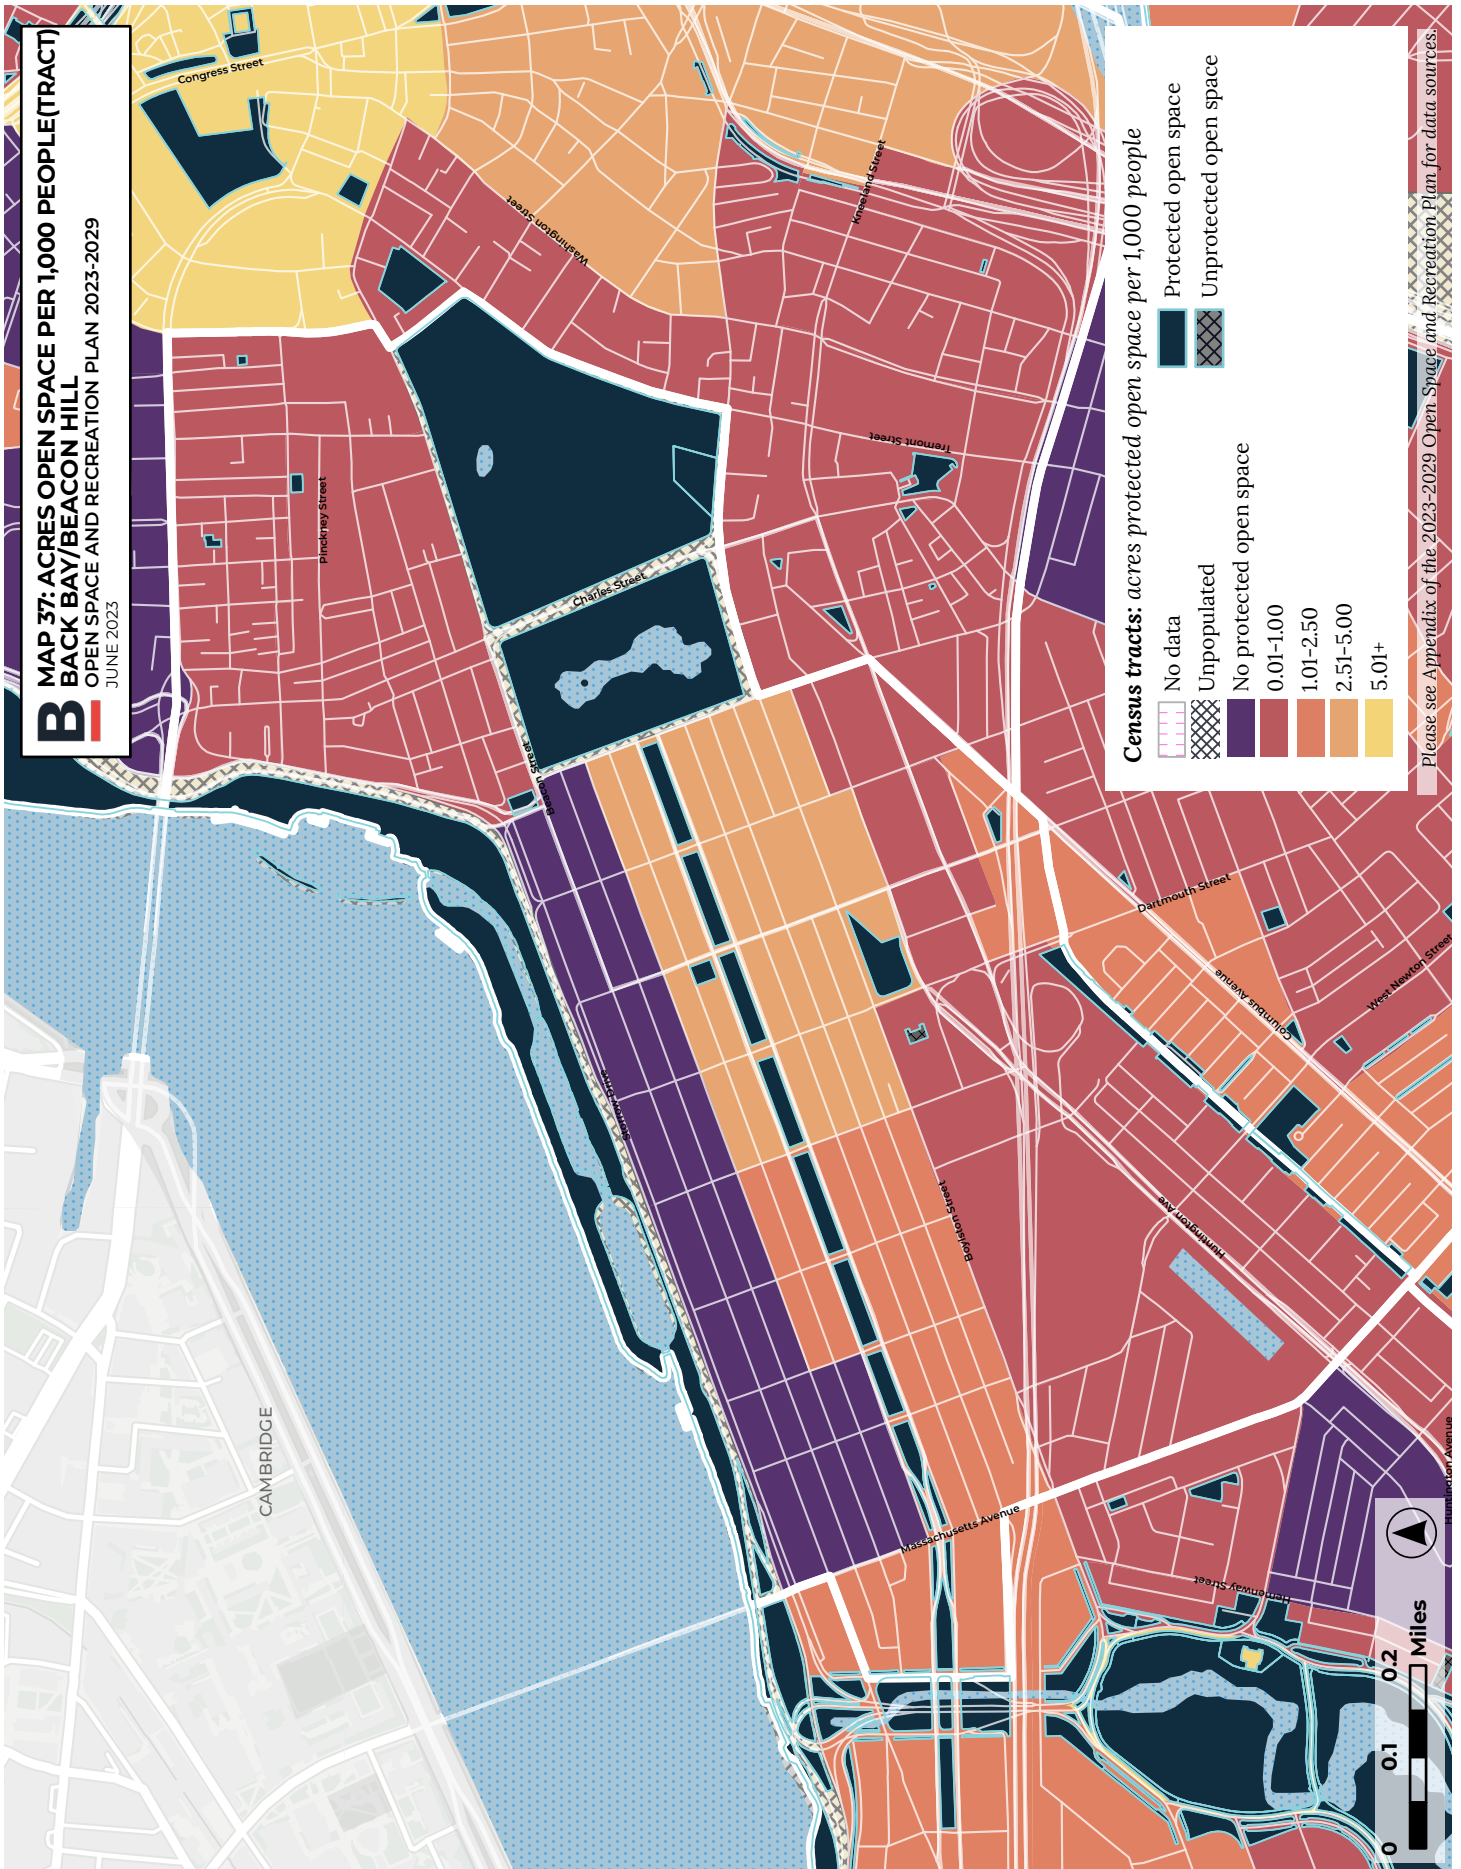 B
MAP 37: ACRES OPEN SPACE PER 1,000 PEOPLE(TRACT)
BACK BAY/BEACON HILL
OPEN SPACE AND RECREATION PLAN 2023-2029
JUNE 2023
Congress Street
Washington Street
Kneeland Street
Pinckney Street
Tremont Street
Charles Street
Beacon Street
Storrow Drive
Dartmouth Street
Columbus Avenue
West Newton Street
Boylston Street
Huntington Ave
CAMBRIDGE
Massachusetts Avenue
Hemenway Street
Huntington Avenue
Census tracts: acres protected open space per 1,000 people
No data
Unpopulated
No protected open space
0.01-1.00
1.01-2.50
2.51-5.00
5.01+
Protected open space
Unprotected open space
Please see Appendix of the 2023-2029 Open Space and Recreation Plan for data sources.
0 0.1 0.2
Miles